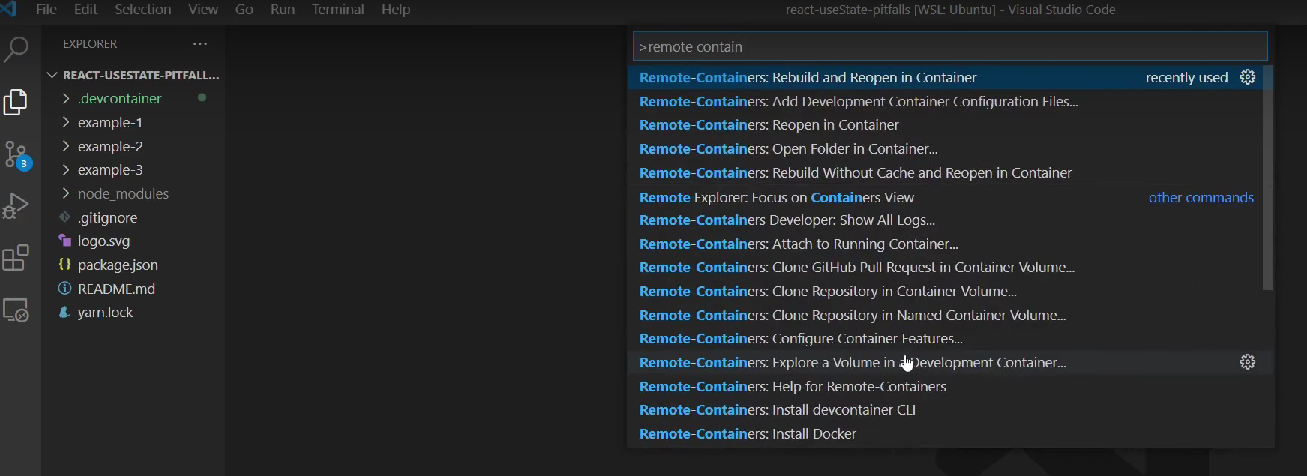 File Edit Selection View Go Run Terminal Help
react-useState-pitfalls [WSL: Ubuntu] - Visual Studio Code
EXPLORER
REACT-USESTATE-PITFALL...
.devcontainer
example-1
example-2
3
example-3
node_modules
.gitignore
logo.svg
package.json
README.md
yarn.lock
>remote contain
Remote-Containers: Rebuild and Reopen in Container recently used
Remote-Containers: Add Development Container Configuration Files...
Remote-Containers: Reopen in Container
Remote-Containers: Open Folder in Container...
Remote-Containers: Rebuild Without Cache and Reopen in Container
Remote Explorer: Focus on Containers View other commands
Remote-Containers Developer: Show All Logs...
Remote-Containers: Attach to Running Container...
Remote-Containers: Clone GitHub Pull Request in Container Volume...
Remote-Containers: Clone Repository in Container Volume...
Remote-Containers: Clone Repository in Named Container Volume...
Remote-Containers: Configure Container Features...
Remote-Containers: Explore a Volume in a Development Container...
Remote-Containers: Help for Remote-Containers
Remote-Containers: Install devcontainer CLI
Remote-Containers: Install Docker